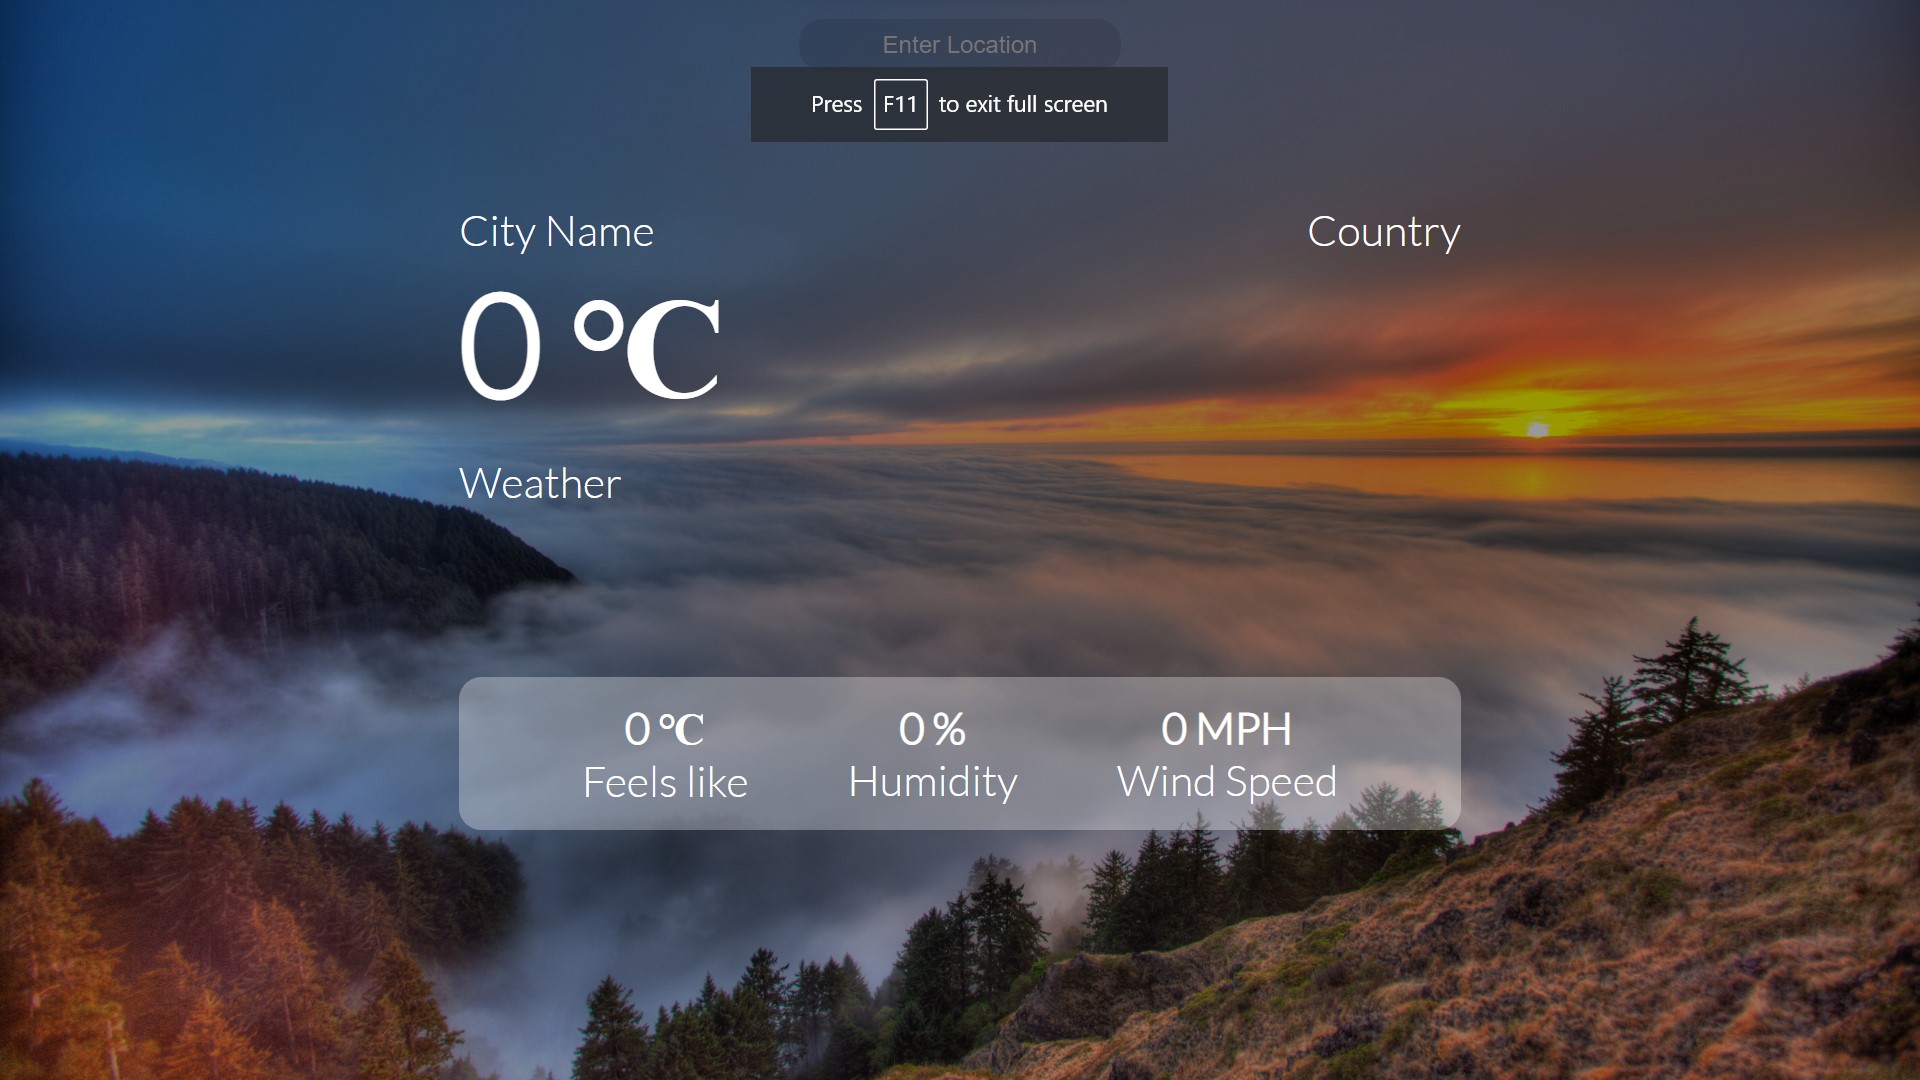 Enter Location
Press F11 to exit full screen
City Name Country
0 °C
Weather
0 °C 0 % 0 MPH
Feels like Humidity Wind Speed